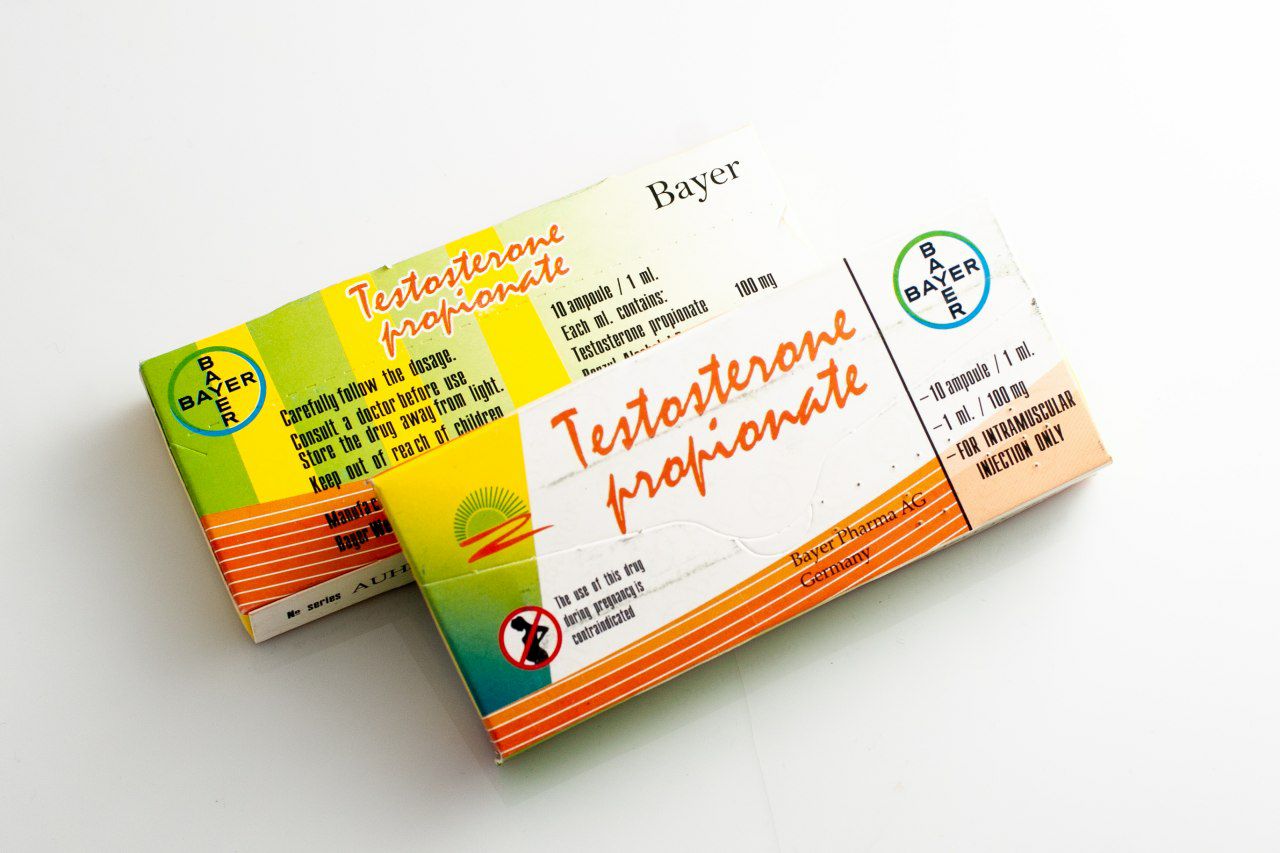 Bayer
Testosterone
propionate
10 ampoule / 1 ml.
Each ml. contains:
Testosterone propionate 100 mg
BAYER
BAYER
Carefully follow the dosage.
Consult a doctor before use
Store the drug away from light.
Keep out of reach of children
Bayer
№ series
BAYER
BAYER
Testosterone
propionate
–10 ampoule / 1 ml.
–1 ml. / 100 mg
–FOR INTRAMUSCULAR
INJECTION ONLY
Bayer Pharma AG
Germany
The use of this drug
during pregnancy is
contraindicated